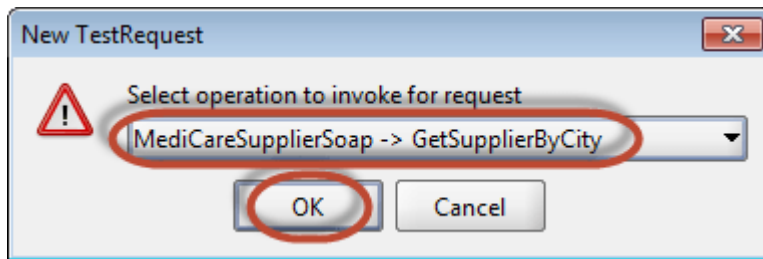 New TestRequest
Select operation to invoke for request
MediCareSupplierSoap -> GetSupplierByCity
OK Cancel